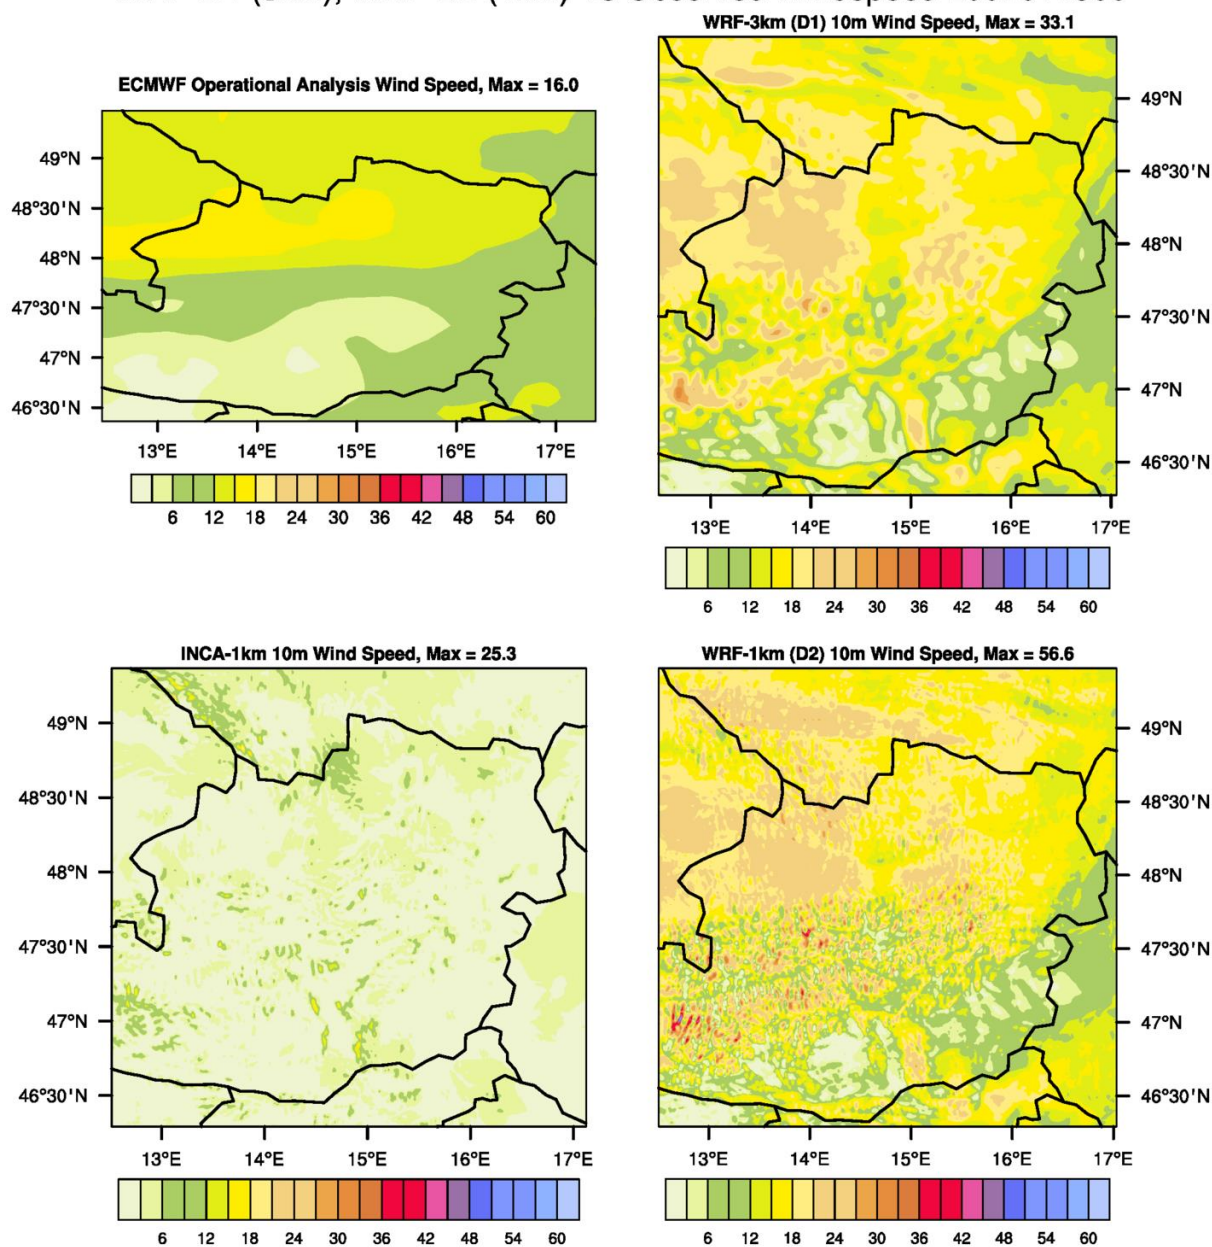 WRF-3km (D1) 10m Wind Speed, Max = 33.1
ECMWF Operational Analysis Wind Speed, Max = 16.0
49°N
48°30'N
48°N
47°30'N
47°N
46°30'N
13°E 14°E 15°E 16°E 17°E
6 12 18 24 30 36 42 48 54 60
49°N
48°30'N
48°N
47°30'N
47°N
46°30'N
13°E 14°E 15°E 16°E 17°E
6 12 18 24 30 36 42 48 54 60
INCA-1km 10m Wind Speed, Max = 25.3
49°N
48°30'N
48°N
47°30'N
47°N
46°30'N
13°E 14°E 15°E 16°E 17°E
6 12 18 24 30 36 42 48 54 60
WRF-1km (D2) 10m Wind Speed, Max = 56.6
49°N
48°30'N
48°N
47°30'N
47°N
46°30'N
13°E 14°E 15°E 16°E 17°E
6 12 18 24 30 36 42 48 54 60